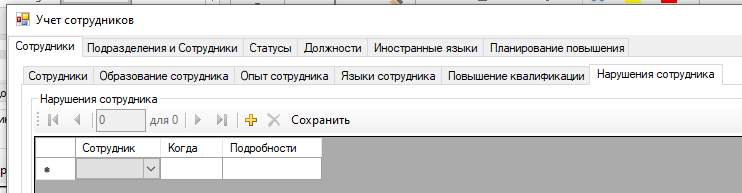 Учет сотрудников
Сотрудники Подразделения и Сотрудники Статусы Должности Иностранные языки Планирование повышения
Сотрудники Образование сотрудника Опыт сотрудника Языки сотрудника Повышение квалификации Нарушения сотрудника
Нарушения сотрудника
0 для 0 Сохранить
Сотрудник Когда Подробности